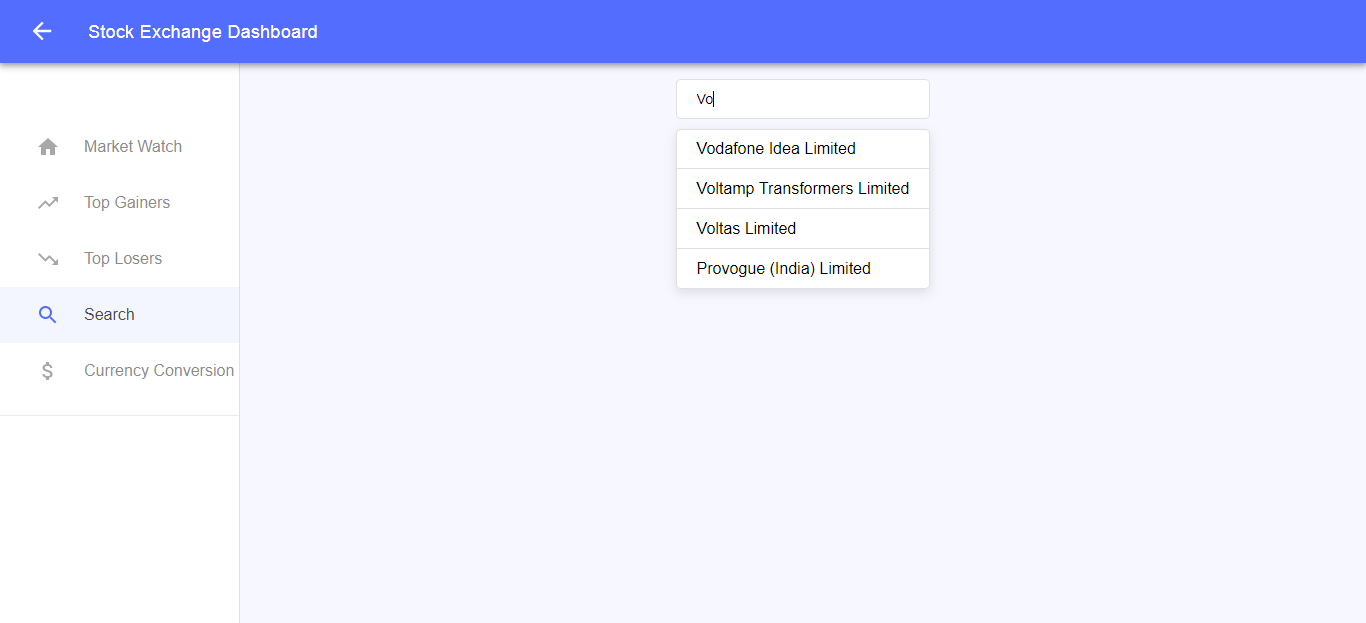 Stock Exchange Dashboard
Market Watch
Top Gainers
Top Losers
Search
Currency Conversion
Vo
Vodafone Idea Limited
Voltamp Transformers Limited
Voltas Limited
Provogue (India) Limited